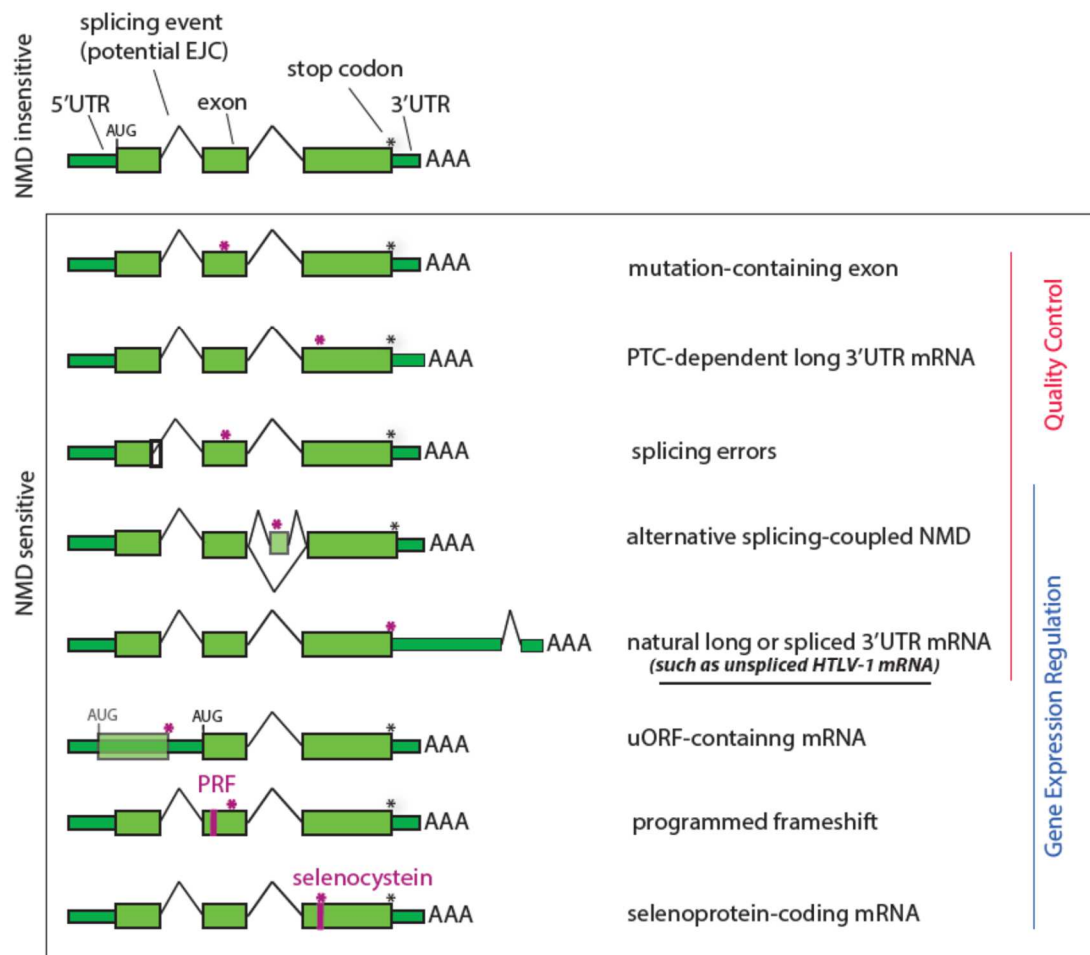 splicing event
(potential EJC)
stop codon
5'UTR
exon
3'UTR
AUG
*
AAA
NMD insensitive
NMD sensitive
* * AAA mutation-containing exon
* * AAA PTC-dependent long 3'UTR mRNA
* * AAA splicing errors
* * AAA alternative splicing-coupled NMD
* AAA natural long or spliced 3'UTR mRNA
(such as unspliced HTLV-1 mRNA)
AUG * AUG * AAA uORF-containng mRNA
PRF
* * AAA programmed frameshift
selenocystein
* * AAA selenoprotein-coding mRNA
Quality Control
Gene Expression Regulation